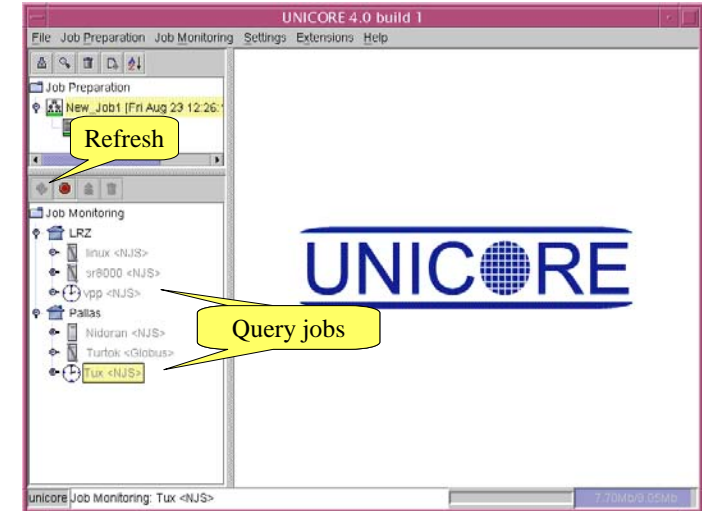 UNICORE 4.0 build 1
File Job Preparation Job Monitoring Settings Extensions Help
Job Preparation
New_Job1 [Fri Aug 23 12:26:
Refresh
Job Monitoring
LRZ
linux <NJS>
sr8000 <NJS>
vpp <NJS>
UNICORE
Pallas
Query jobs
Nidoran <NJS>
Turtok <Globus>
Tux <NJS>
unicore Job Monitoring: Tux <NJS>
7.70Mb/9.05Mb